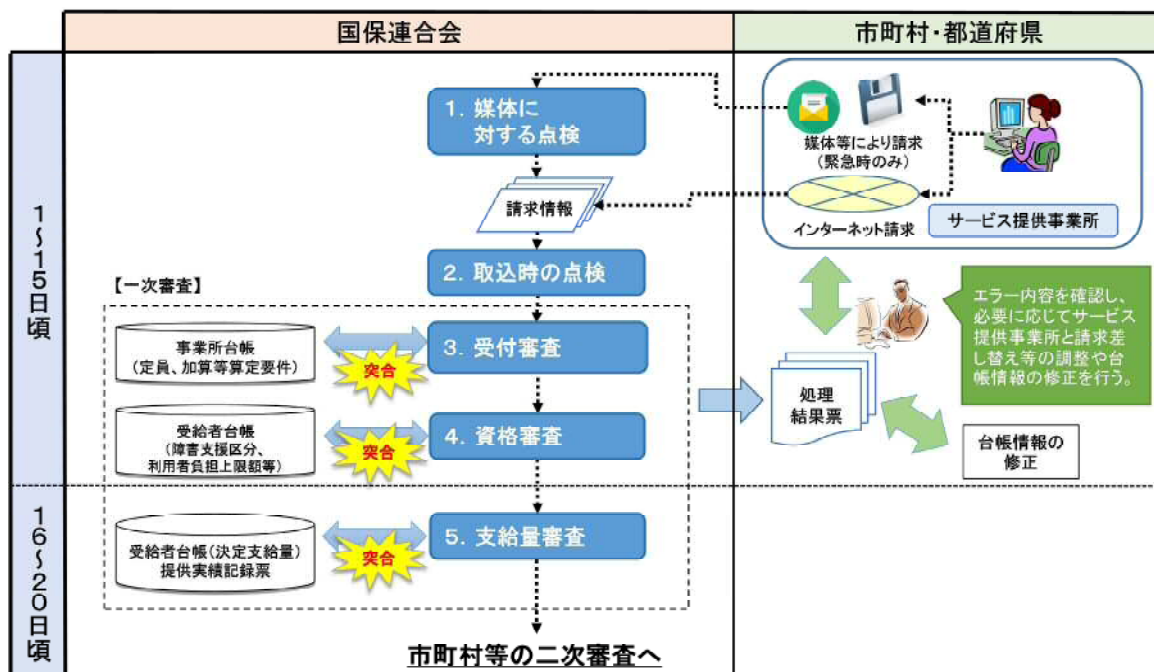 国保連合会
市町村・都道府県
1～15日頃
16～20日頃
1．媒体に
対する点検
請求情報
2．取込時の点検
【一次審査】
事業所台帳
（定員、加算等算定要件）
突合
3．受付審査
受給者台帳
（障害支援区分、
利用者負担上限額等）
突合
4．資格審査
受給者台帳（決定支給量）
提供実績記録票
突合
5．支給量審査
市町村等の二次審査へ
媒体等により請求
（緊急時のみ）
インターネット請求
サービス提供事業所
エラー内容を確認し、
必要に応じてサービス
提供事業所と請求差
し替え等の調整や台
帳情報の修正を行う。
処理
結果票
台帳情報の
修正